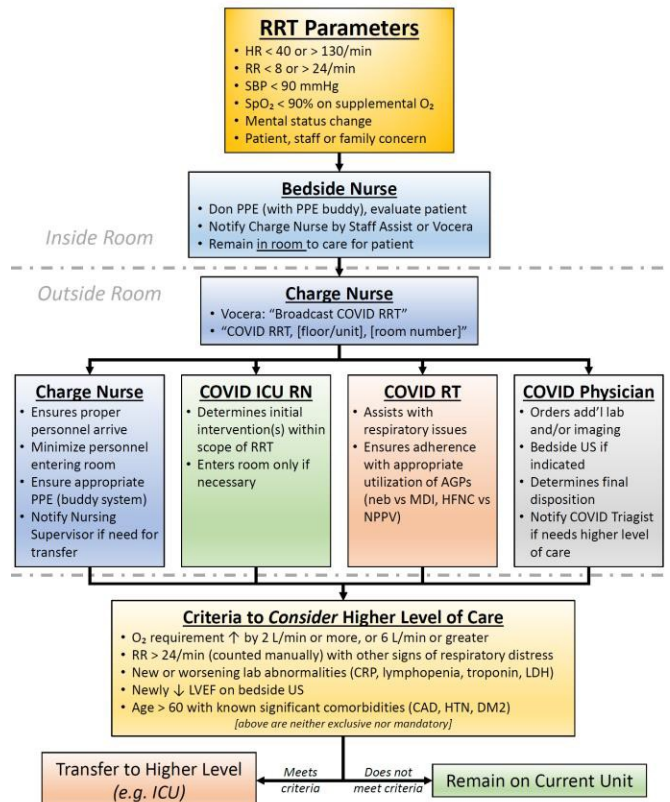 RRT Parameters
• HR < 40 or > 130/min
• RR < 8 or > 24/min
• SBP < 90 mmHg
• SpO₂ < 90% on supplemental O₂
• Mental status change
• Patient, staff or family concern
Bedside Nurse
• Don PPE (with PPE buddy), evaluate patient
• Notify Charge Nurse by Staff Assist or Vocera
• Remain in room to care for patient
Inside Room
Outside Room
Charge Nurse
• Vocera: “Broadcast COVID RRT”
• “COVID RRT, [floor/unit], [room number]”
Charge Nurse
• Ensures proper
personnel arrive
• Minimize personnel
entering room
• Ensure appropriate
PPE (buddy system)
• Notify Nursing
Supervisor if need for
transfer
COVID ICU RN
• Determines initial
intervention(s) within
scope of RRT
• Enters room only if
necessary
COVID RT
• Assists with
respiratory issues
• Ensures adherence
with appropriate
utilization of AGPs
(neb vs MDI, HFNC vs
NPPV)
COVID Physician
• Orders add’l lab
and/or imaging
• Bedside US if
indicated
• Determines final
disposition
• Notify COVID Triagist
if needs higher level
of care
Criteria to Consider Higher Level of Care
• O₂ requirement ↑ by 2 L/min or more, or 6 L/min or greater
• RR > 24/min (counted manually) with other signs of respiratory distress
• New or worsening lab abnormalities (CRP, lymphopenia, troponin, LDH)
• Newly ↓ LVEF on bedside US
• Age > 60 with known significant comorbidities (CAD, HTN, DM2)
[above are neither exclusive nor mandatory]
Transfer to Higher Level
(e.g. ICU)
Meets
criteria
Does not
meet criteria
Remain on Current Unit